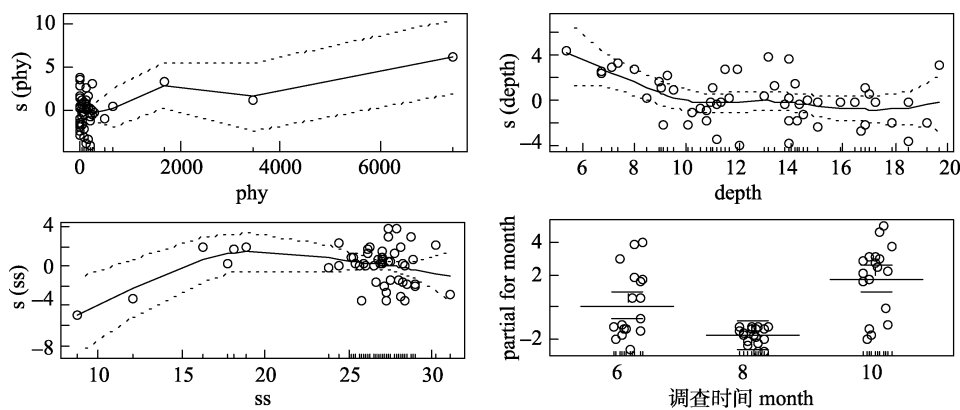 10
5
0
s (phy)
0 2000 4000 6000
phy
4
0
−4
s (depth)
6 8 10 12 14 16 18 20
depth
4
0
−4
−8
s (ss)
10 15 20 25 30
ss
4
2
−2
partial for month
6 8 10
调查时间 month